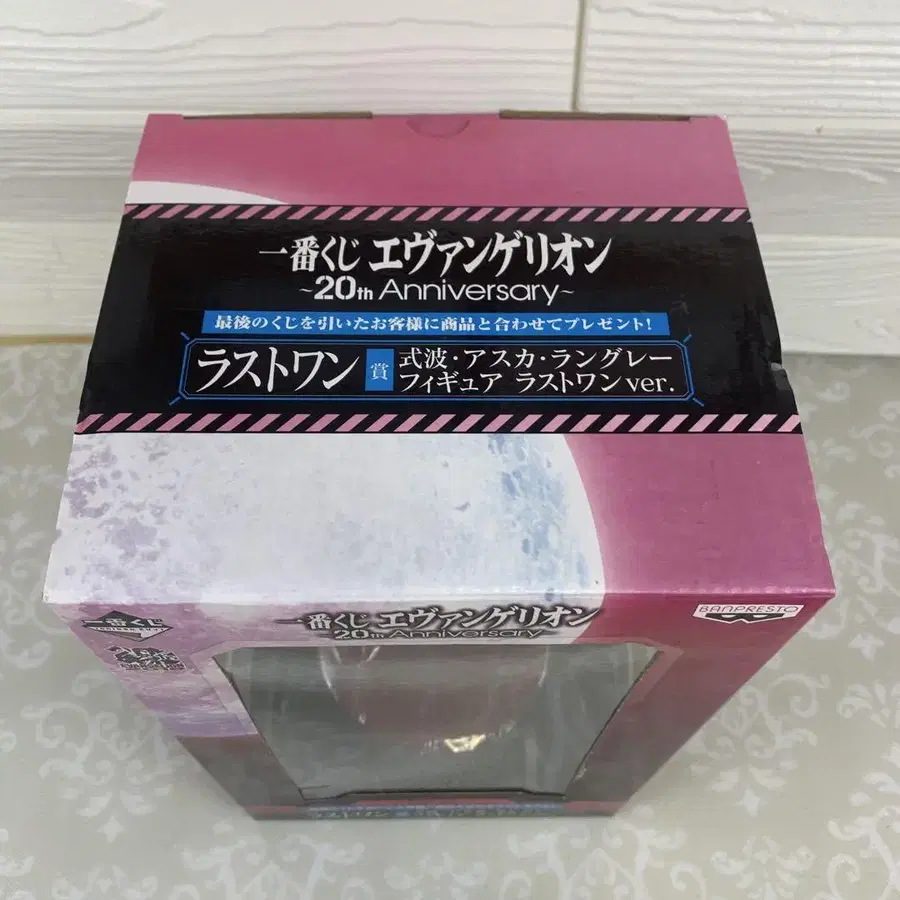 一番くじ エヴァンゲリオン
~20th Anniversary~
最後のくじを引いたお客様に商品と合わせてプレゼント!
ラストワン 賞 式波・アスカ・ラングレー
フィギュア ラストワンver.
一番くじ エヴァンゲリオン
~20th Anniversary~
一番くじ
BANPRESTO